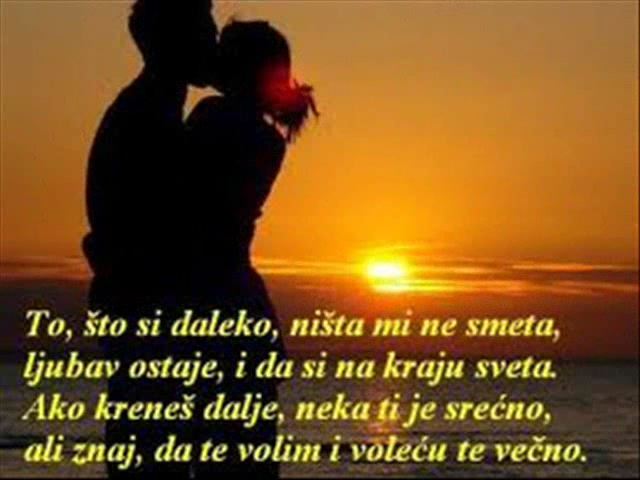 To, što si daleko, ništa mi ne smeta,
ljubav ostaje, i da si na kraju sveta.
Ako kreneš dalje, neka ti je srećno,
ali znaj, da te volim i voleću te večno.